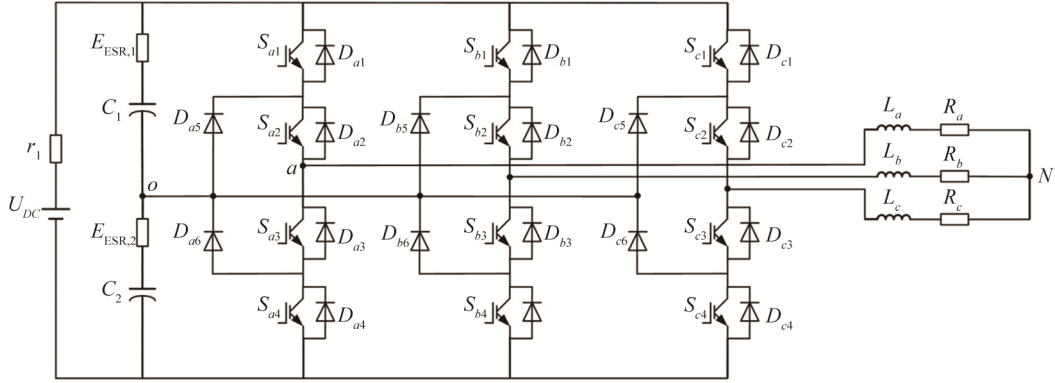 E_ESR,1
C_1
r_1
U_DC
o
E_ESR,2
C_2
S_a1
D_a1
D_a5
S_a2
D_a2
a
D_a6
S_a3
D_a3
S_a4
D_a4
S_b1
D_b1
D_b5
S_b2
D_b2
D_b6
S_b3
D_b3
S_b4
D_b4
S_c1
D_c1
D_c5
S_c2
D_c2
D_c6
S_c3
D_c3
S_c4
D_c4
L_a R_a
L_b R_b
L_c R_c
N